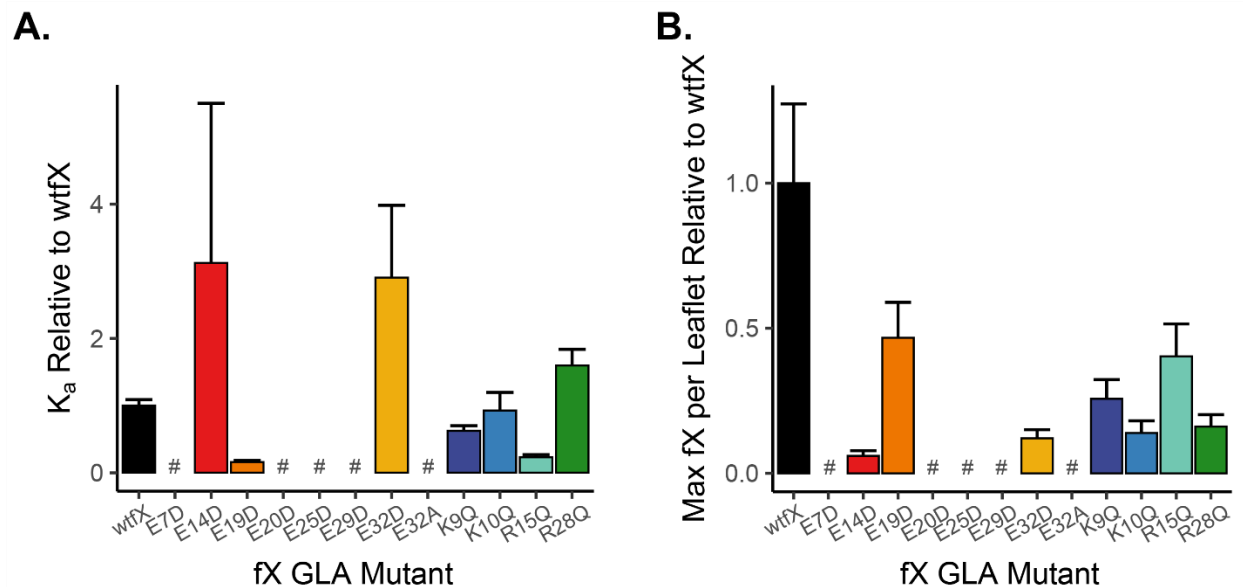 A.
Kₐ Relative to wtfX
4
2
0
# # # # #
wtfX E7D E14D E19D E20D E25D E29D E32D E32A K9Q K10Q R15Q R28Q
fX GLA Mutant
B.
Max fX per Leaflet Relative to wtfX
1.0
0.5
0.0
# # # # #
wtfX E7D E14D E19D E20D E25D E29D E32D E32A K9Q K10Q R15Q R28Q
fX GLA Mutant